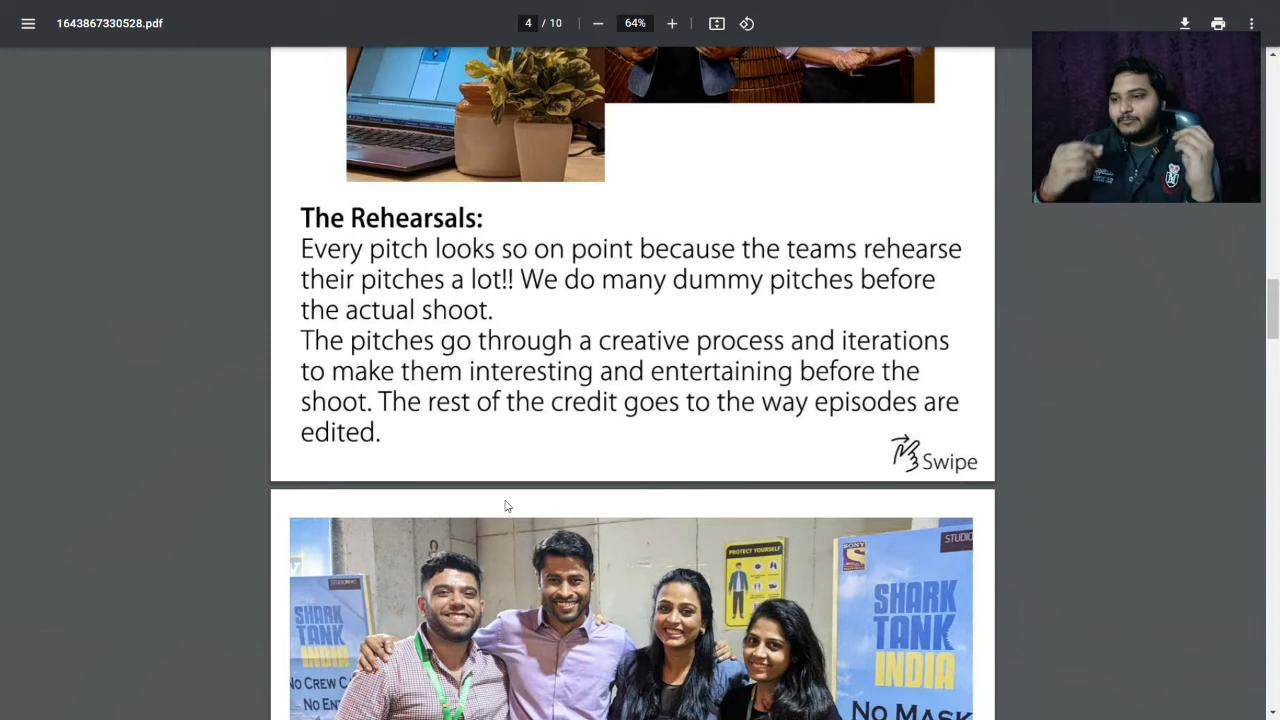 1643867330528.pdf
4 / 10
64%
The Rehearsals:
Every pitch looks so on point because the teams rehearse
their pitches a lot!! We do many dummy pitches before
the actual shoot.
The pitches go through a creative process and iterations
to make them interesting and entertaining before the
shoot. The rest of the credit goes to the way episodes are
edited.
Swipe
PROTECT YOURSELF
SONY
SHARK
TANK
INDIA
No Crew
SHARK
TANK
INDIA
No Mask